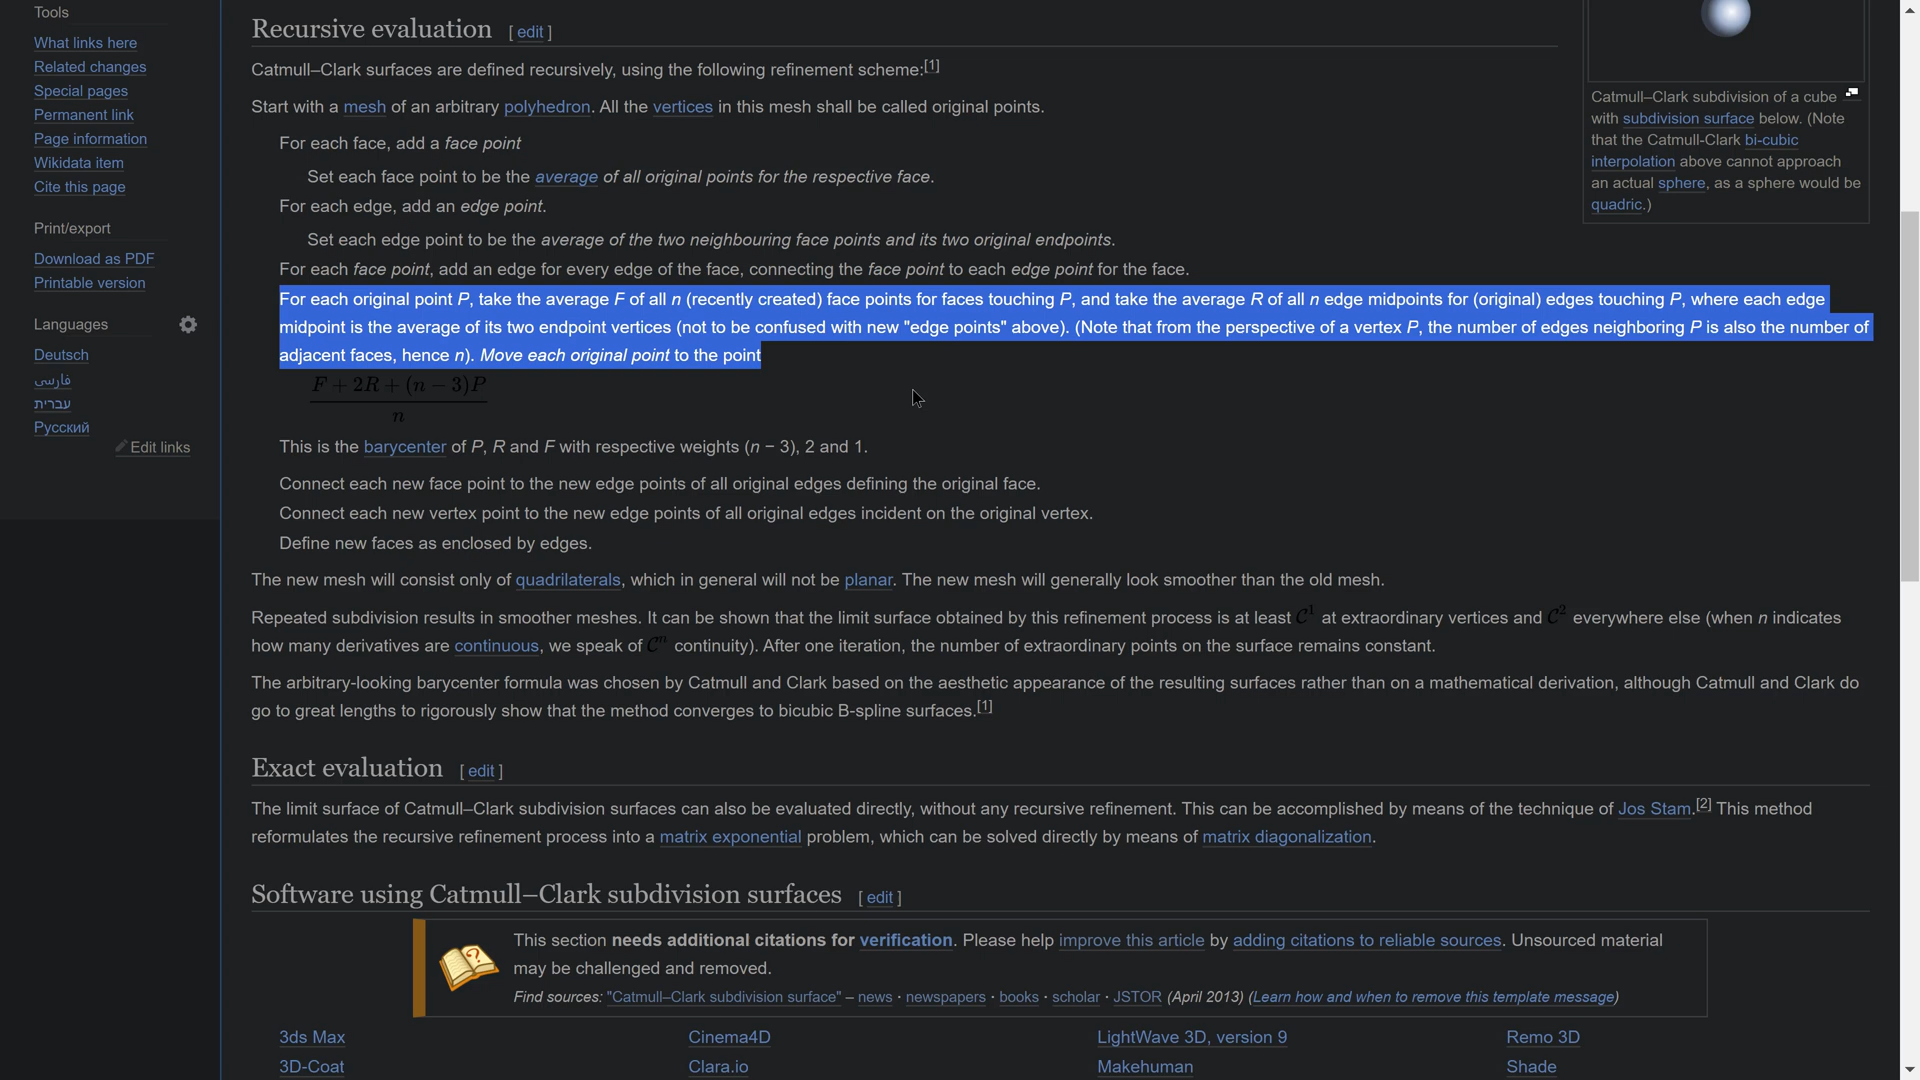 Tools
What links here
Related changes
Special pages
Permanent link
Page information
Wikidata item
Cite this page
Print/export
Download as PDF
Printable version
Languages
Deutsch
فارسی
עברית
Русский
Edit links
Recursive evaluation [ edit ]
Catmull–Clark surfaces are defined recursively, using the following refinement scheme:[1]
Start with a mesh of an arbitrary polyhedron. All the vertices in this mesh shall be called original points.
For each face, add a face point
Set each face point to be the average of all original points for the respective face.
For each edge, add an edge point.
Set each edge point to be the average of the two neighbouring face points and its two original endpoints.
For each face point, add an edge for every edge of the face, connecting the face point to each edge point for the face.
For each original point P, take the average F of all n (recently created) face points for faces touching P, and take the average R of all n edge midpoints for (original) edges touching P, where each edge
midpoint is the average of its two endpoint vertices (not to be confused with new "edge points" above). (Note that from the perspective of a vertex P, the number of edges neighboring P is also the number of
adjacent faces, hence n). Move each original point to the point
F + 2R + (n − 3)P
n
This is the barycenter of P, R and F with respective weights (n − 3), 2 and 1.
Connect each new face point to the new edge points of all original edges defining the original face.
Connect each new vertex point to the new edge points of all original edges incident on the original vertex.
Define new faces as enclosed by edges.
The new mesh will consist only of quadrilaterals, which in general will not be planar. The new mesh will generally look smoother than the old mesh.
Repeated subdivision results in smoother meshes. It can be shown that the limit surface obtained by this refinement process is at least C¹ at extraordinary vertices and C² everywhere else (when n indicates
how many derivatives are continuous, we speak of Cⁿ continuity). After one iteration, the number of extraordinary points on the surface remains constant.
The arbitrary-looking barycenter formula was chosen by Catmull and Clark based on the aesthetic appearance of the resulting surfaces rather than on a mathematical derivation, although Catmull and Clark do
go to great lengths to rigorously show that the method converges to bicubic B-spline surfaces.[1]
Catmull–Clark subdivision of a cube
with subdivision surface below. (Note
that the Catmull-Clark bi-cubic
interpolation above cannot approach
an actual sphere, as a sphere would be
quadric.)
Exact evaluation [ edit ]
The limit surface of Catmull–Clark subdivision surfaces can also be evaluated directly, without any recursive refinement. This can be accomplished by means of the technique of Jos Stam.[2] This method
reformulates the recursive refinement process into a matrix exponential problem, which can be solved directly by means of matrix diagonalization.
Software using Catmull–Clark subdivision surfaces [ edit ]
This section needs additional citations for verification. Please help improve this article by adding citations to reliable sources. Unsourced material
may be challenged and removed.
Find sources: "Catmull–Clark subdivision surface" – news · newspapers · books · scholar · JSTOR (April 2013) (Learn how and when to remove this template message)
3ds Max Cinema4D LightWave 3D, version 9 Remo 3D
3D-Coat Clara.io Makehuman Shade